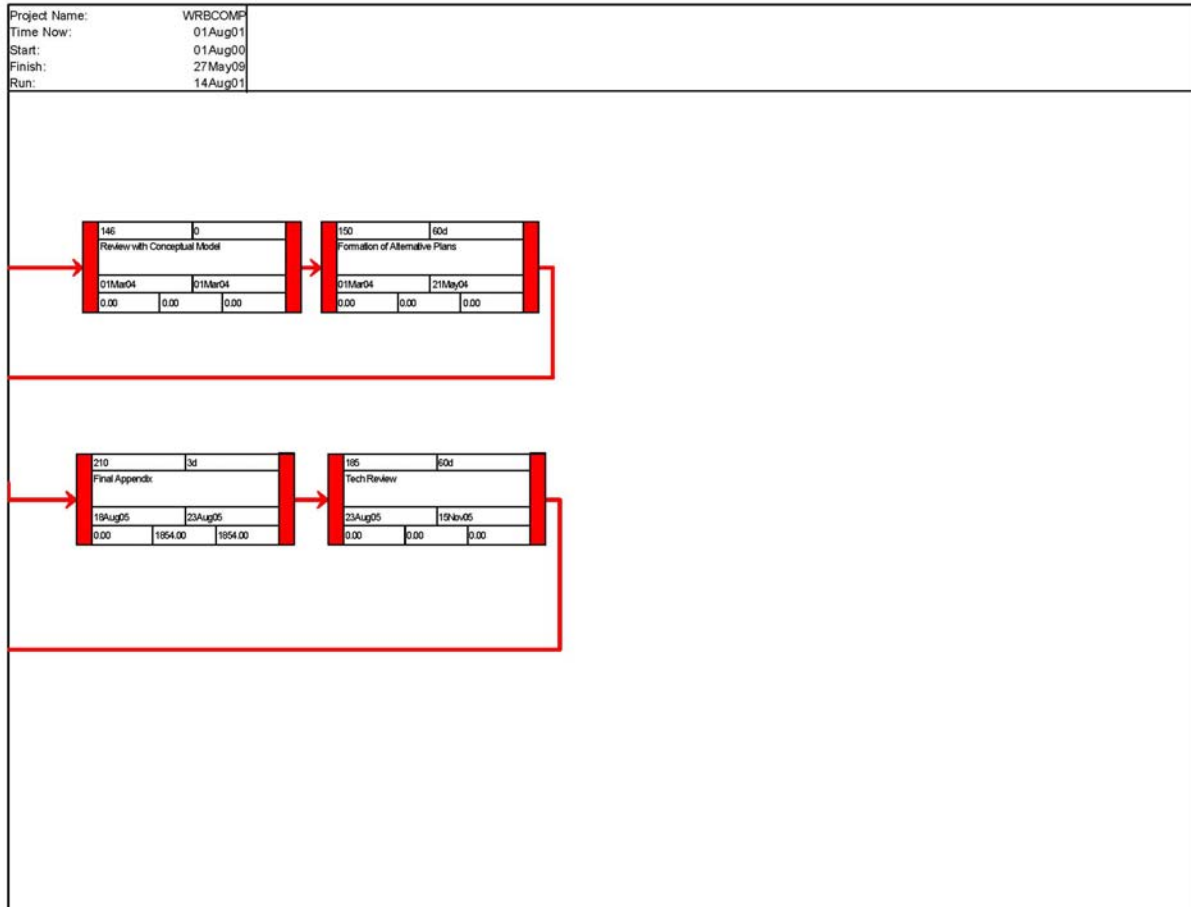 Project Name: WRBCOMP
Time Now: 01Aug01
Start: 01Aug00
Finish: 27May09
Run: 14Aug01
146 0
Review with Conceptual Model
01Mar04 01Mar04
0.00 0.00 0.00
150 60d
Formation of Alternative Plans
01Mar04 21May04
0.00 0.00 0.00
210 3d
Final Appendix
18Aug05 23Aug05
0.00 1854.00 1854.00
185 60d
Tech Review
23Aug05 15Nov05
0.00 0.00 0.00